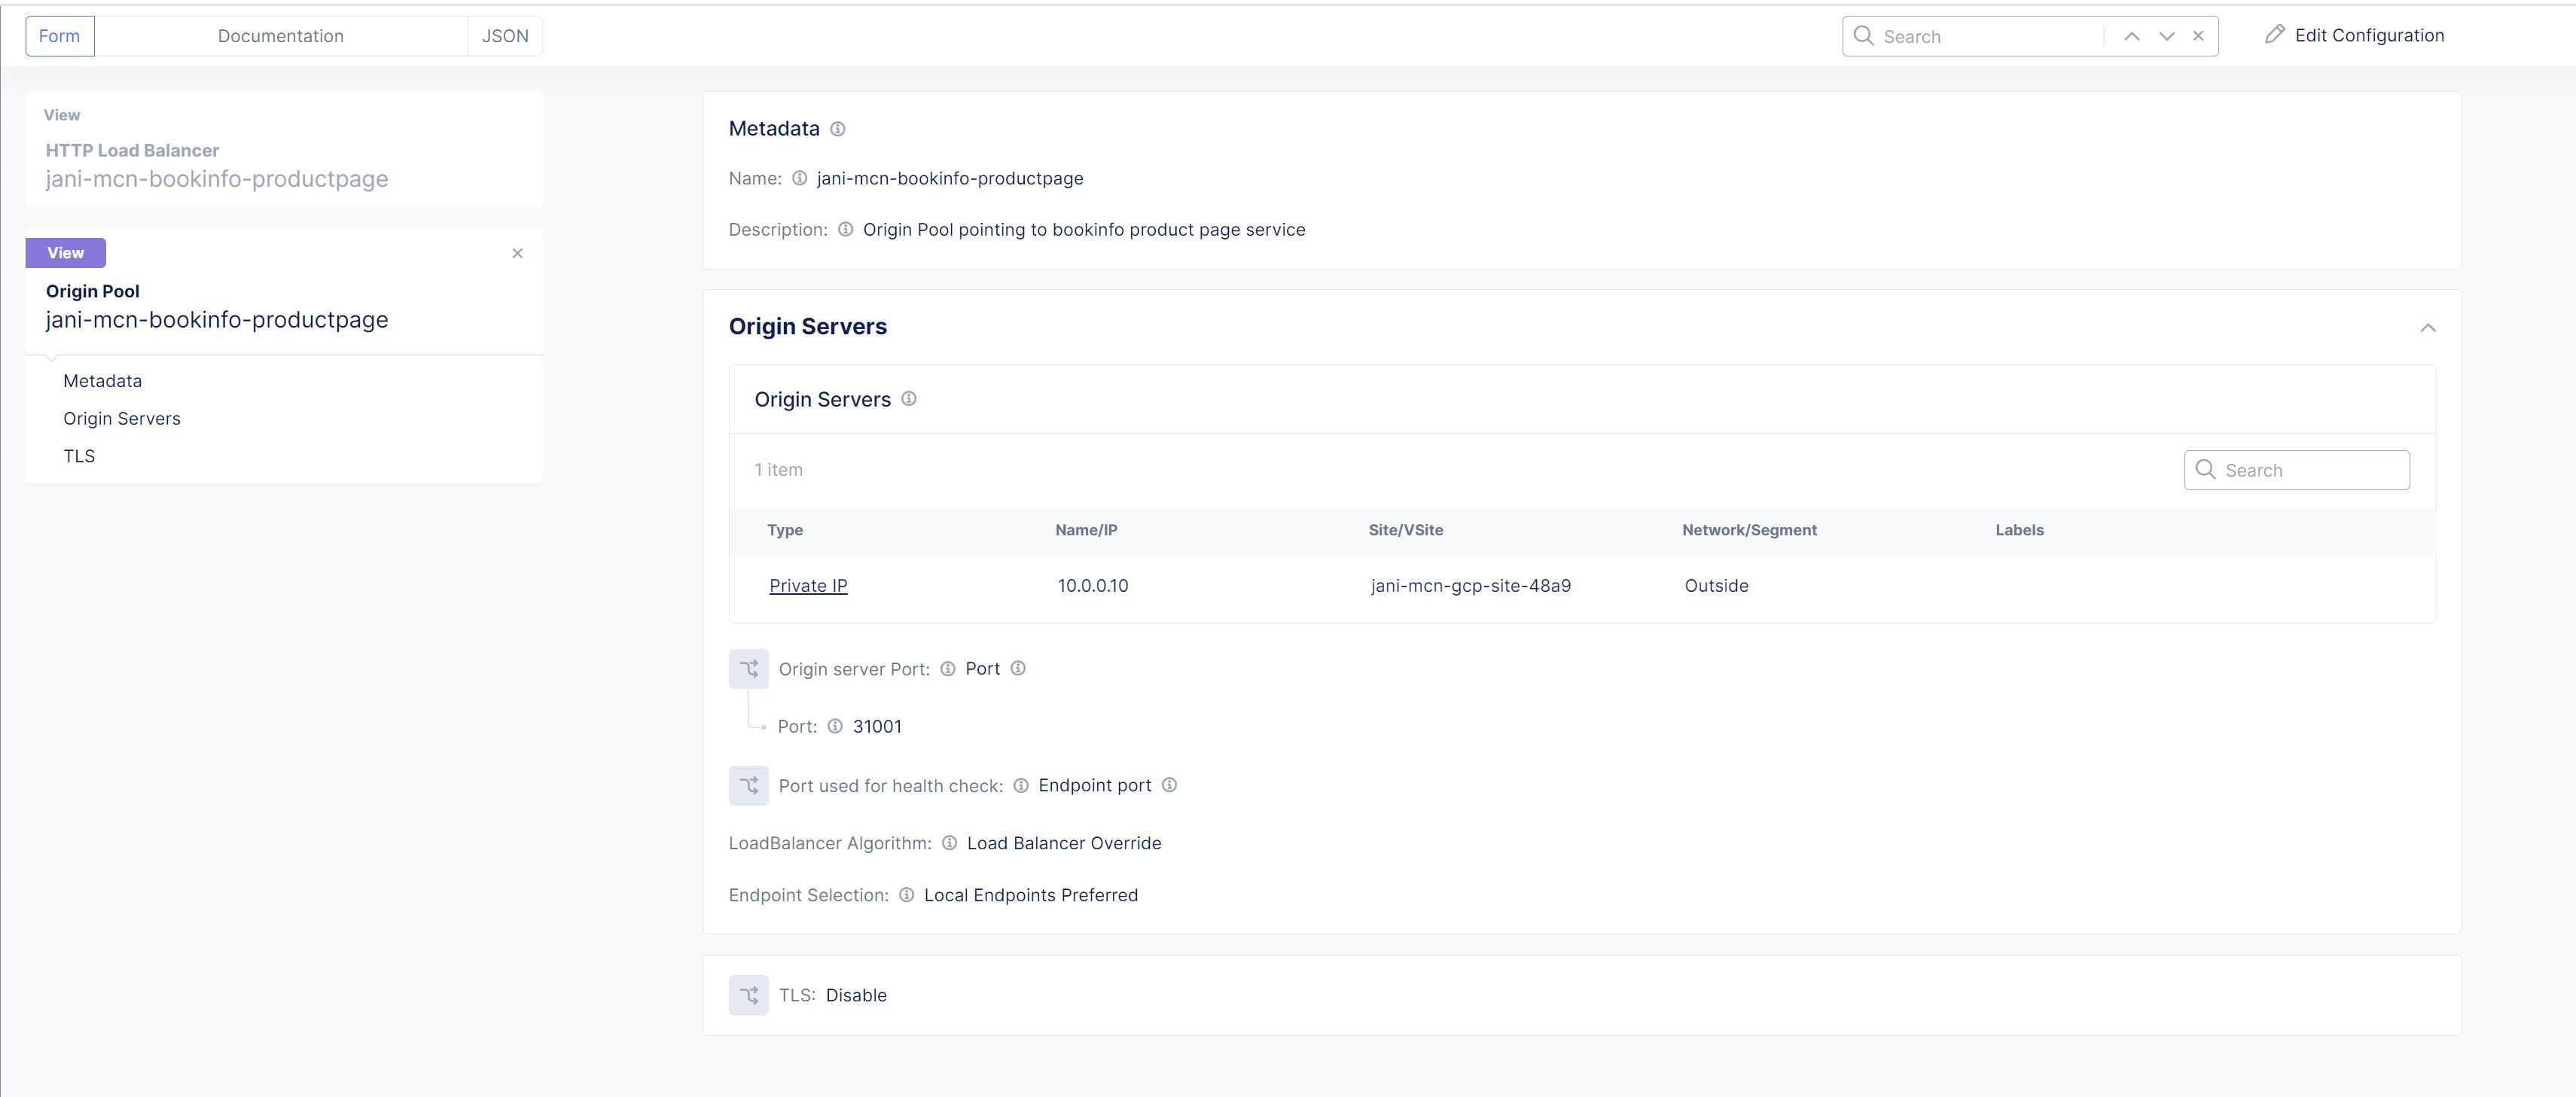 Form Documentation JSON Search Edit Configuration
View
HTTP Load Balancer
jani-mcn-bookinfo-productpage
View
Origin Pool
jani-mcn-bookinfo-productpage
Metadata
Origin Servers
TLS
Metadata
Name: jani-mcn-bookinfo-productpage
Description: Origin Pool pointing to bookinfo product page service
Origin Servers
Origin Servers
1 item Search
Type Name/IP Site/VSite Network/Segment Labels
Private IP 10.0.0.10 jani-mcn-gcp-site-48a9 Outside
Origin server Port: Port
Port: 31001
Port used for health check: Endpoint port
LoadBalancer Algorithm: Load Balancer Override
Endpoint Selection: Local Endpoints Preferred
TLS: Disable